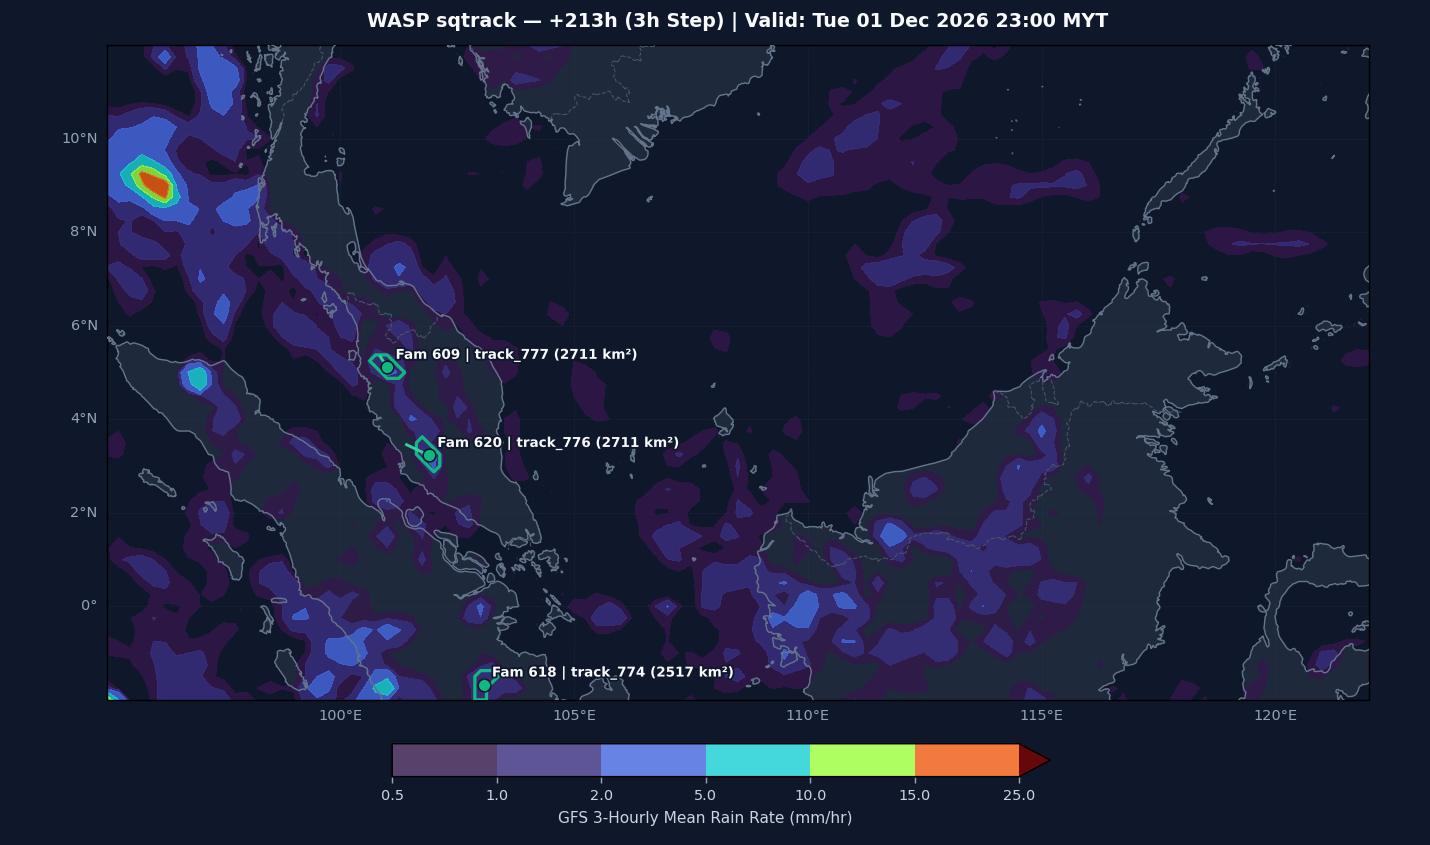 WASP sqtrack — +213h (3h Step) | Valid: Tue 01 Dec 2026 23:00 MYT
10°N
8°N
6°N
Fam 609 | track_777 (2711 km²)
4°N
Fam 620 | track_776 (2711 km²)
2°N
0°
Fam 618 | track_774 (2517 km²)
100°E 105°E 110°E 115°E 120°E
0.5 1.0 2.0 5.0 10.0 15.0 25.0
GFS 3-Hourly Mean Rain Rate (mm/hr)